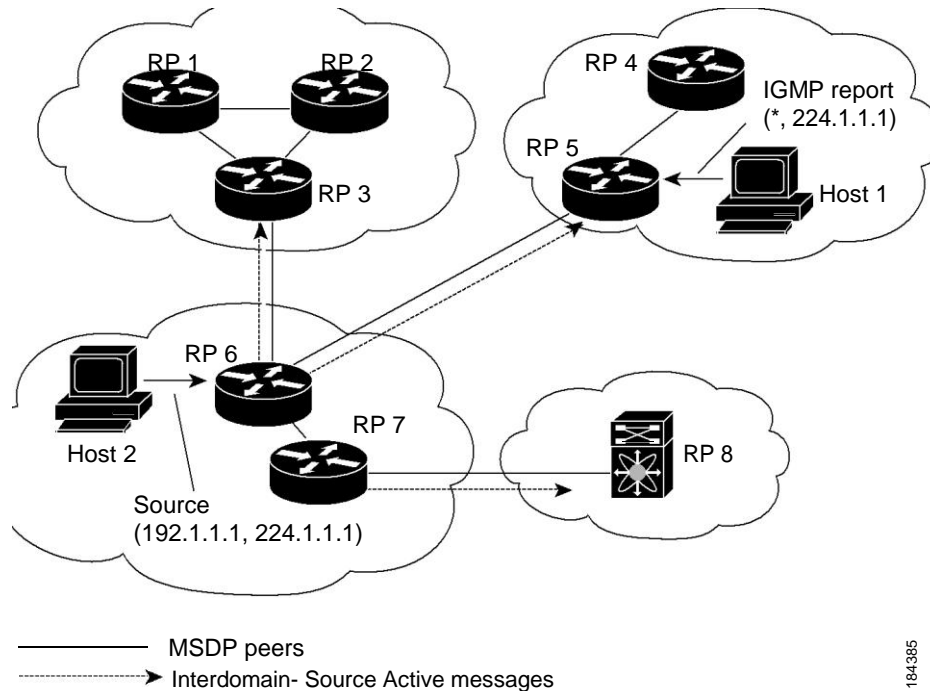 RP 1
RP 2
RP 3
RP 4
IGMP report
(*, 224.1.1.1)
RP 5
Host 1
RP 6
Host 2
RP 7
RP 8
Source
(192.1.1.1, 224.1.1.1)
MSDP peers
Interdomain- Source Active messages
184385